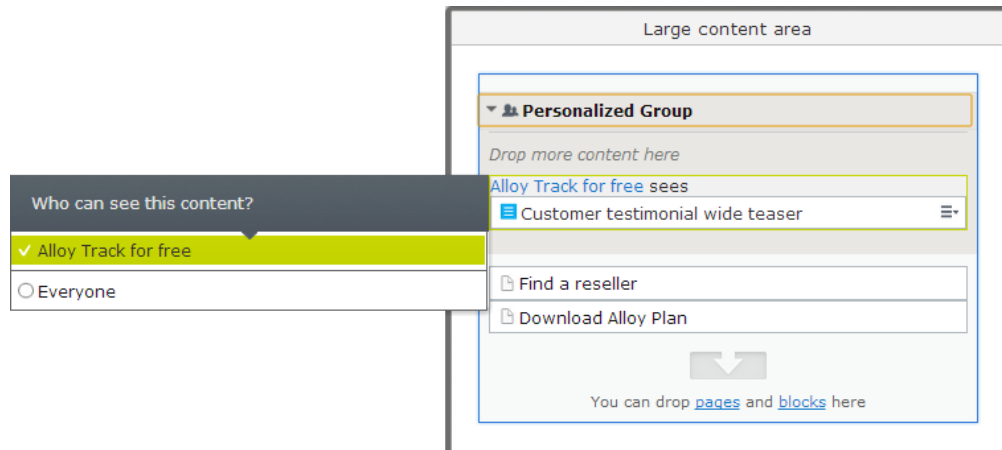 Large content area
Personalized Group
Drop more content here
Alloy Track for free sees
Customer testimonial wide teaser
Who can see this content?
Alloy Track for free
Everyone
Find a reseller
Download Alloy Plan
You can drop pages and blocks here